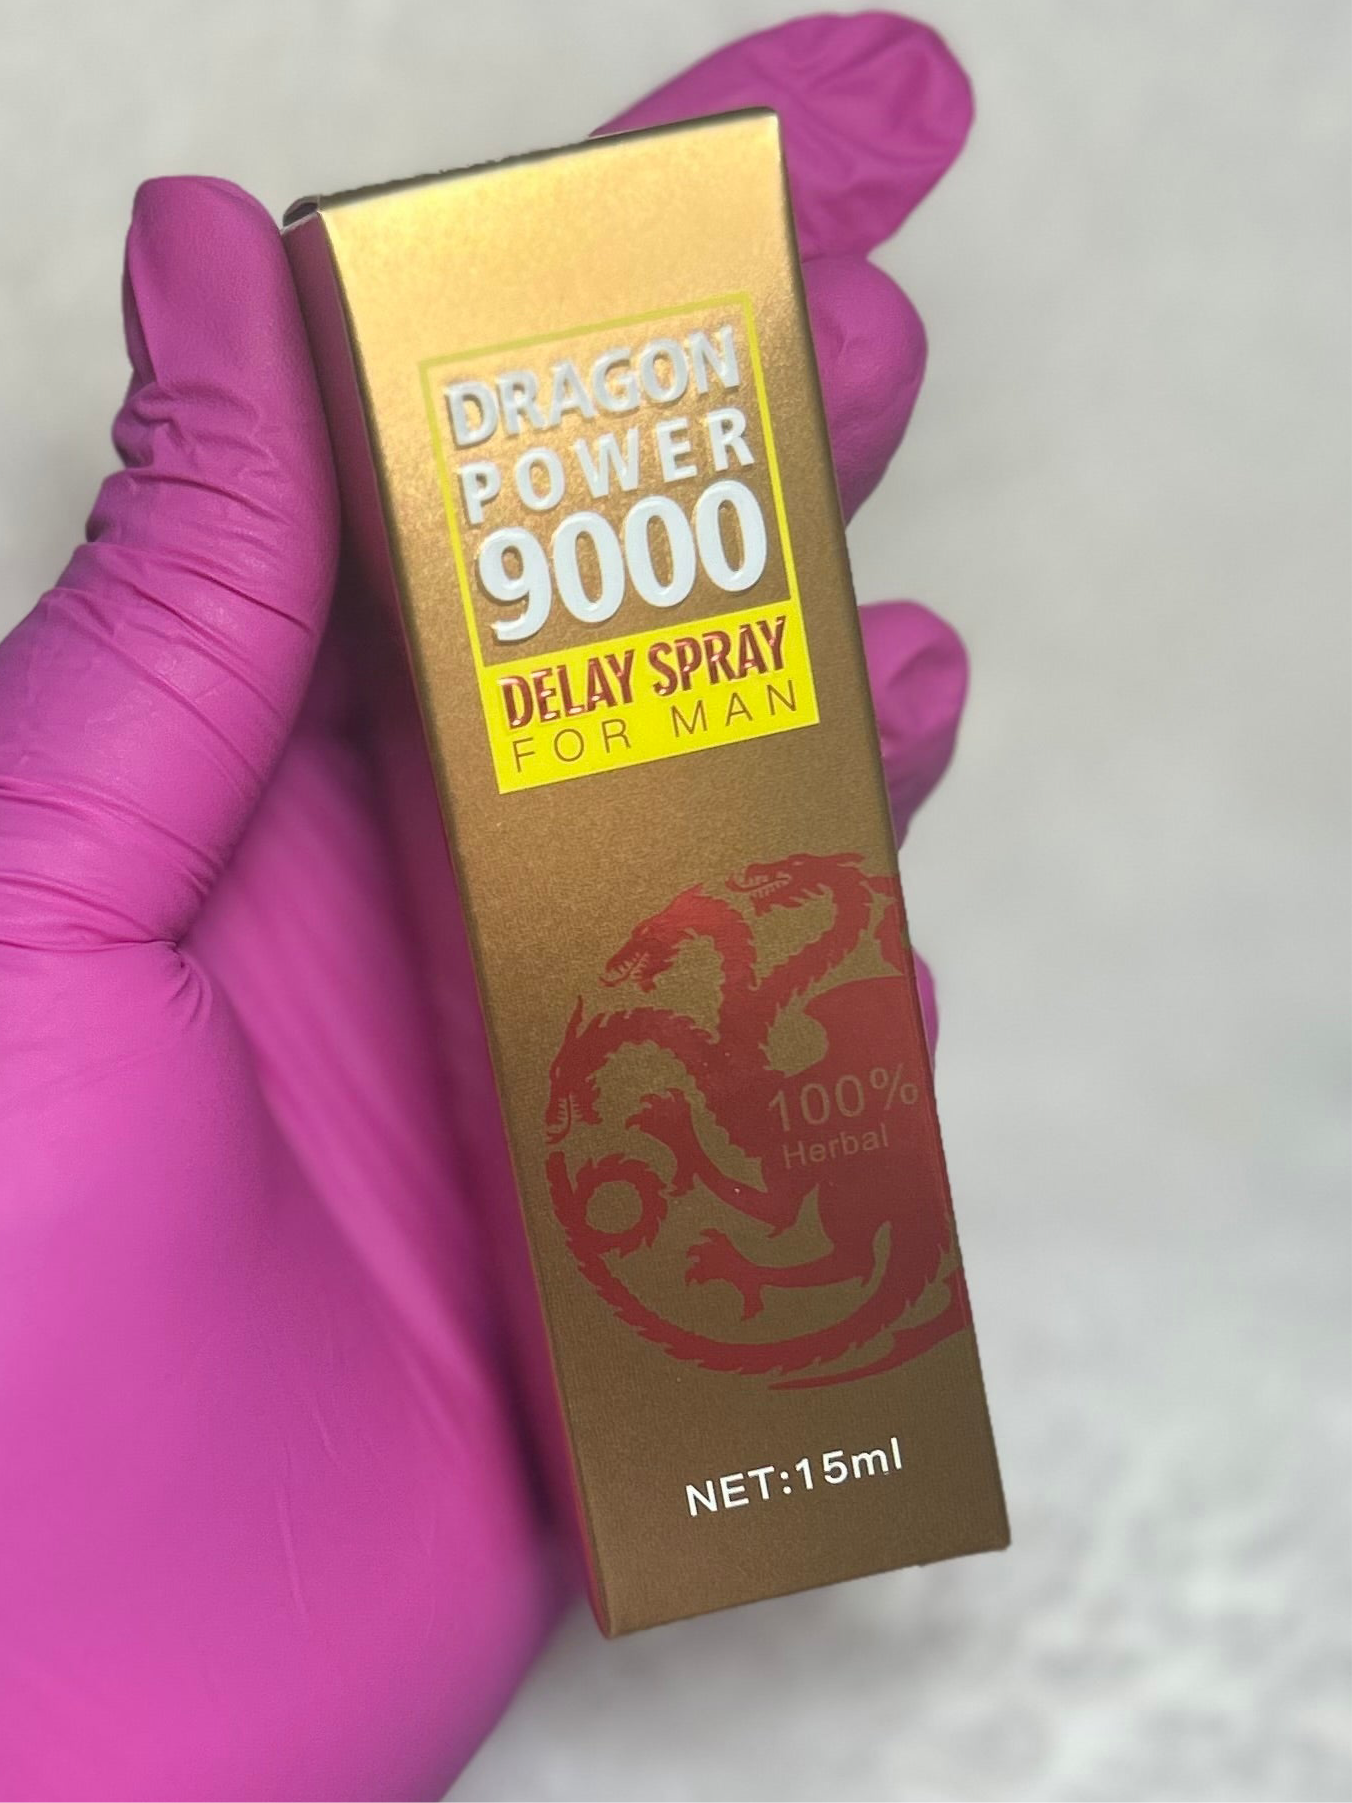 DRAGON
POWER
9000
DELAY SPRAY
FOR MAN
100%
Herbal
NET:15ml